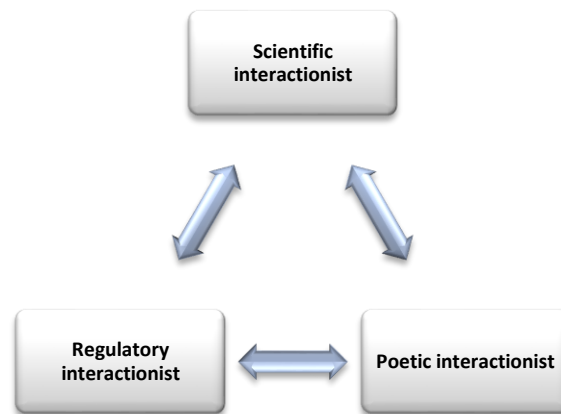 Scientific
interactionist
Regulatory
interactionist
Poetic interactionist